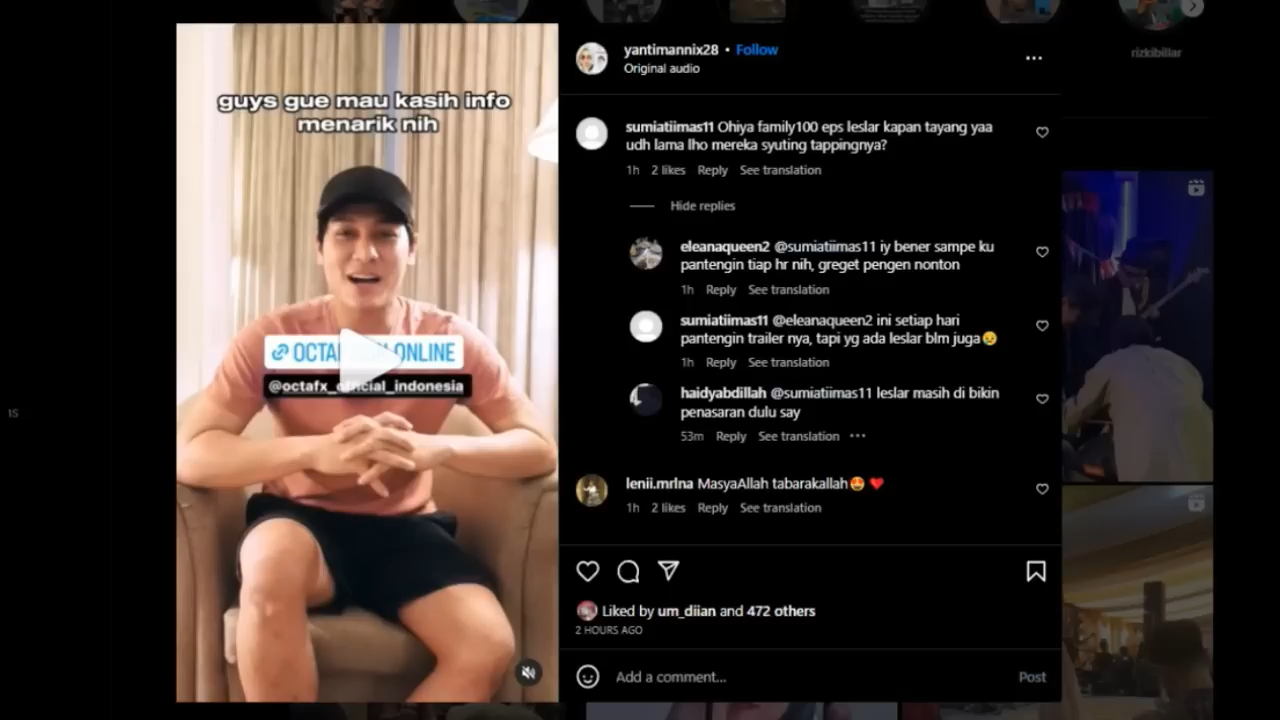 guys gue mau kasih info
menarik nih
@octafx_official_indonesia
ns
yantimannix28 • Follow
Original audio
sumiatiimas11 Ohiya family100 eps leslar kapan tayang yaa
udh lama lho mereka syuting tappingnya?
1h 2 likes Reply See translation
Hide replies
eleanaqueen2 @sumiatiimas11 iy bener sampe ku
pantengin tiap hr nih, greget pengen nonton
1h Reply See translation
sumiatiimas11 @eleanaqueen2 ini setiap hari
pantengin trailer nya, tapi yg ada leslar blm juga😣
1h Reply See translation
haidyabdillah @sumiatiimas11 leslar masih di bikin
penasaran dulu say
53m Reply See translation •••
lenii.mrlna MasyaAllah tabarakallah😍 ❤️
1h 2 likes Reply See translation
Liked by um_diian and 472 others
2 HOURS AGO
Add a comment...
Post
rizkibillar